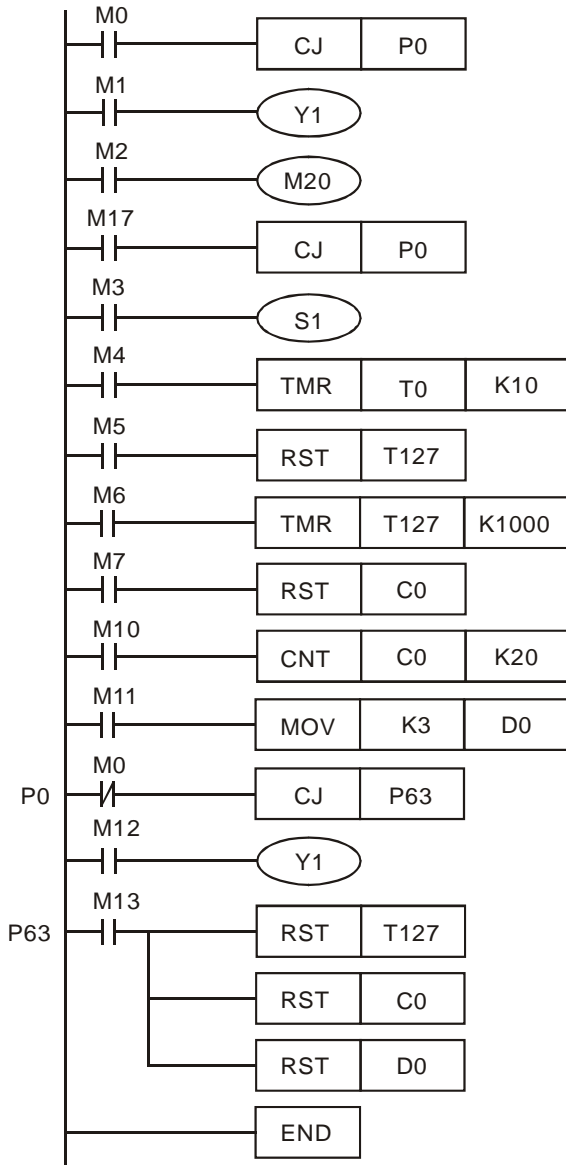 M0
CJ P0
M1
Y1
M2
M20
M17
CJ P0
M3
S1
M4
TMR T0 K10
M5
RST T127
M6
TMR T127 K1000
M7
RST C0
M10
CNT C0 K20
M11
MOV K3 D0
M0
P0 CJ P63
M12
Y1
M13
P63 RST T127
RST C0
RST D0
END